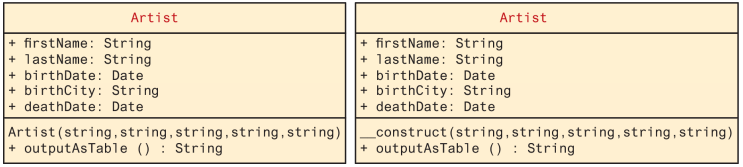 Artist
+ firstName: String
+ lastName: String
+ birthDate: Date
+ birthCity: String
+ deathDate: Date
Artist(string,string,string,string,string)
+ outputAsTable () : String
Artist
+ firstName: String
+ lastName: String
+ birthDate: Date
+ birthCity: String
+ deathDate: Date
__construct(string,string,string,string,string)
+ outputAsTable () : String